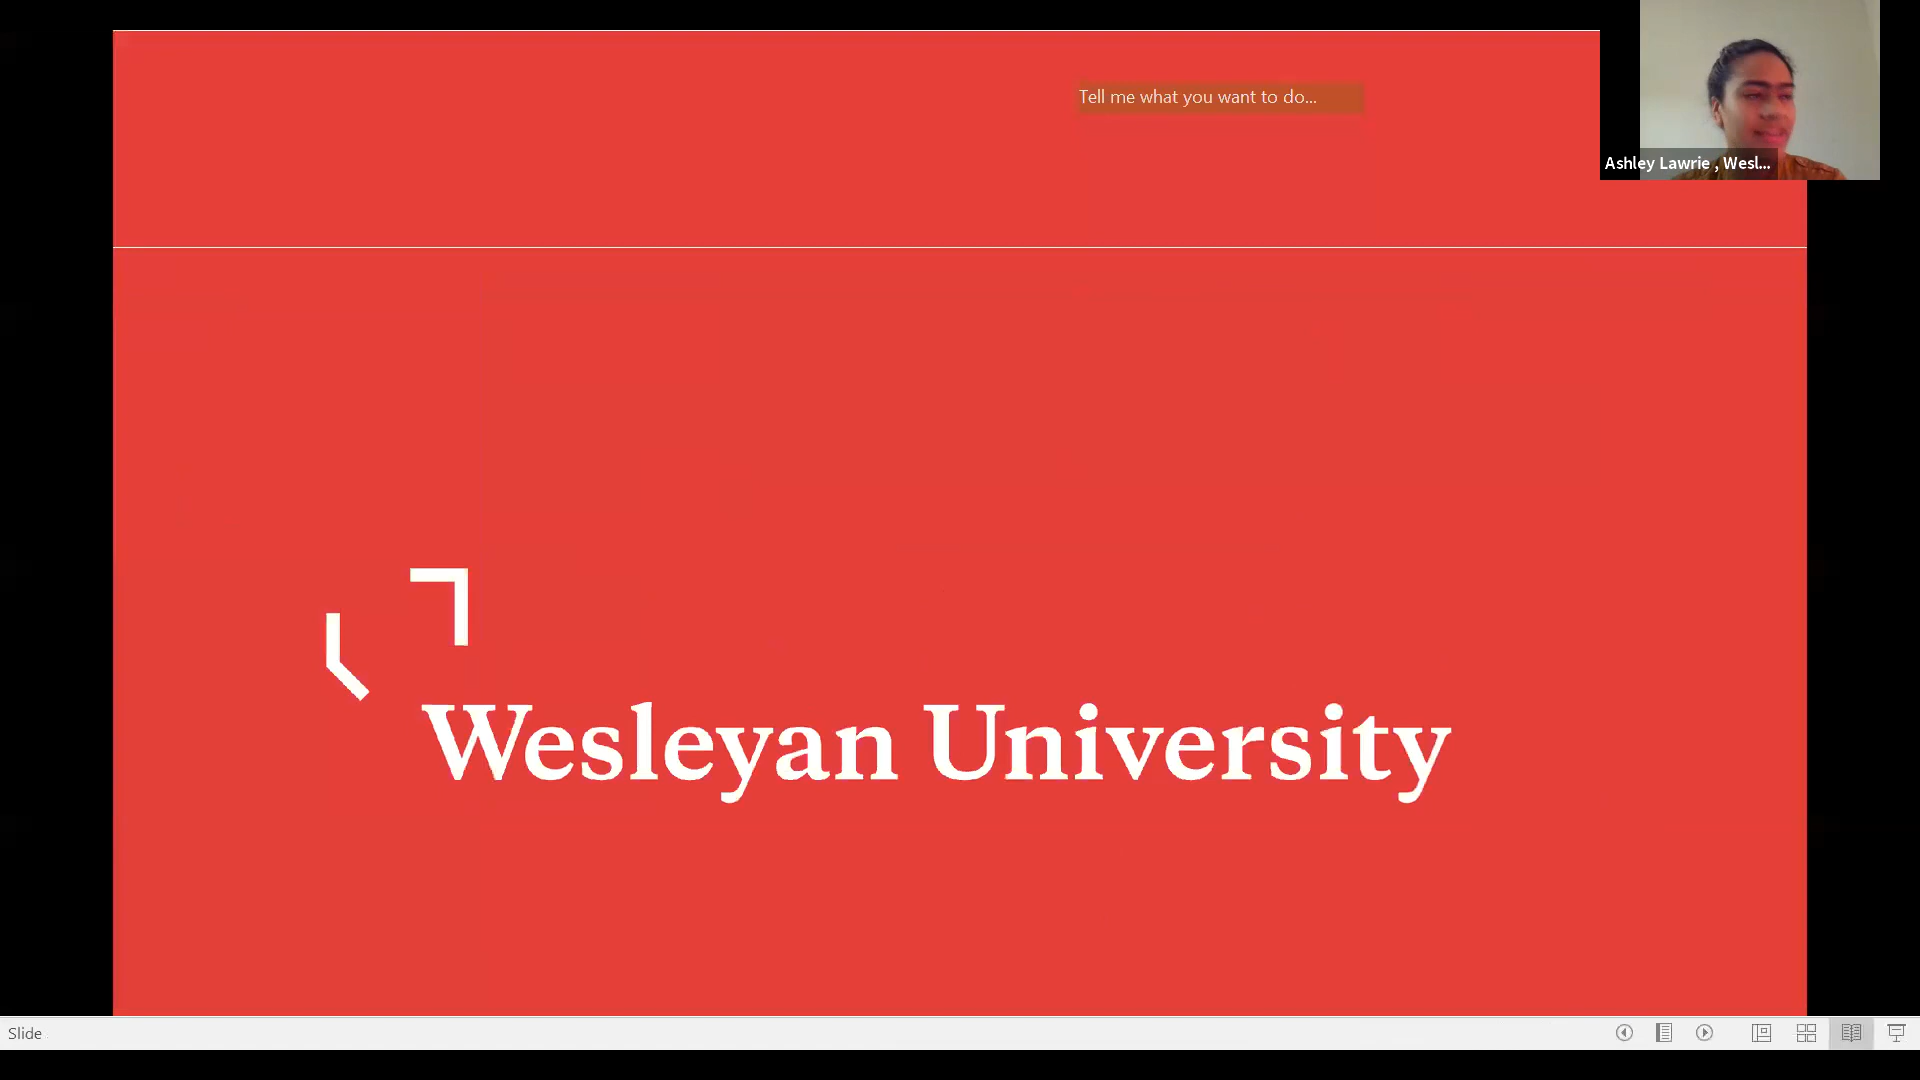 Tell me what you want to do...
Ashley Lawrie , Wesl...
Wesleyan University
Slide